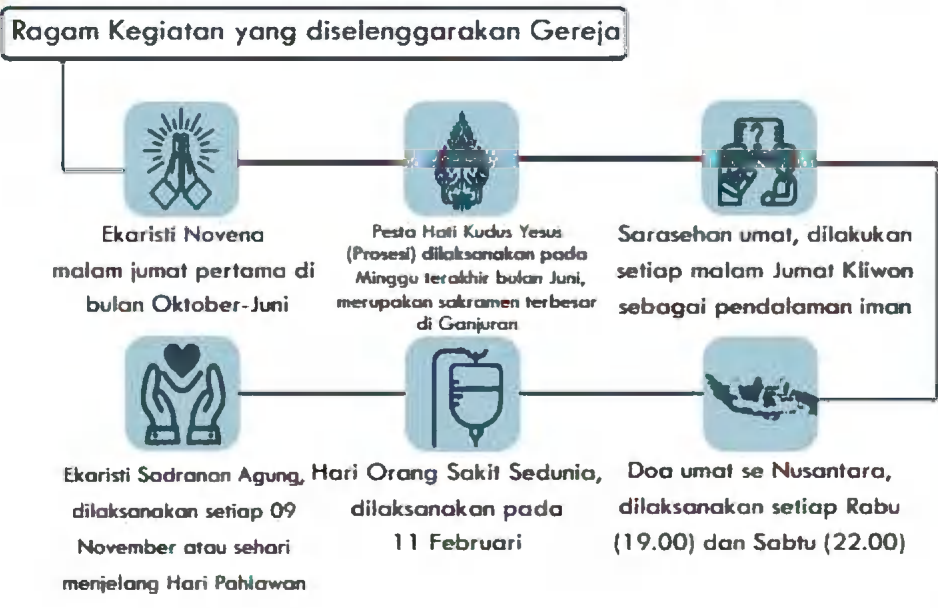 Ragam Kegiatan yang diselenggarakan Gereja
Ekaristi Novena
malam jumat pertama di
bulan Oktober-Juni
Pesta Hati Kudus Yesus
(Prosesi) dilaksanakan pada
Minggu terakhir bulan Juni,
merupakan sakramen terbesar
di Ganjuran
?
Sarasehan umat, dilakukan
setiap malam Jumat Kliwon
sebagai pendalaman iman
Ekaristi Sadranan Agung,
dilaksanakan setiap 09
November atau sehari
menjelang Hari Pahlawan
Hari Orang Sakit Sedunia,
dilaksanakan pada
11 Februari
Doa umat se Nusantara,
dilaksanakan setiap Rabu
(19.00) dan Sabtu (22.00)